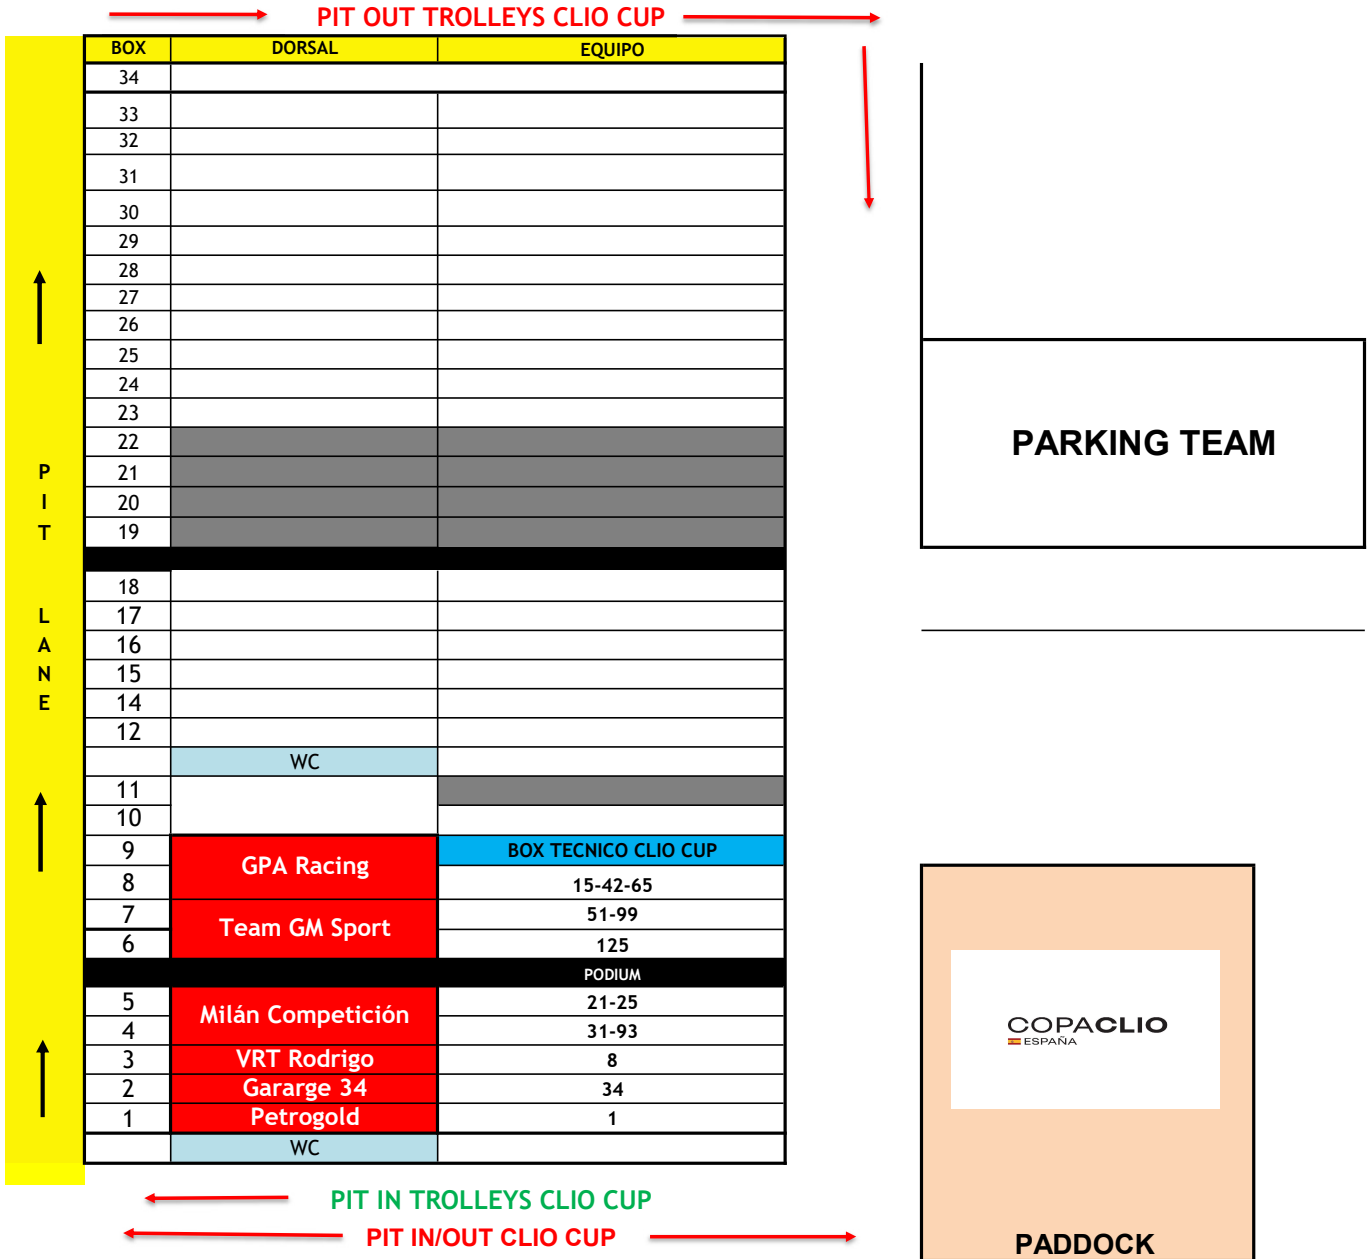 PIT OUT TROLLEYS CLIO CUP
BOX DORSAL EQUIPO
34
33
32
31
30
29
28
27
26
25
24
23
22
21
20
19
PIT LANE
PARKING TEAM
18
17
16
15
14
12
WC
11
10
9 GPA Racing BOX TECNICO CLIO CUP
8 15-42-65
7 Team GM Sport 51-99
6 125
PODIUM
5 Milán Competición 21-25
4 31-93
3 VRT Rodrigo 8
2 Gararge 34 34
1 Petrogold 1
WC
COPACLIO
ESPAÑA
PADDOCK
PIT IN TROLLEYS CLIO CUP
PIT IN/OUT CLIO CUP